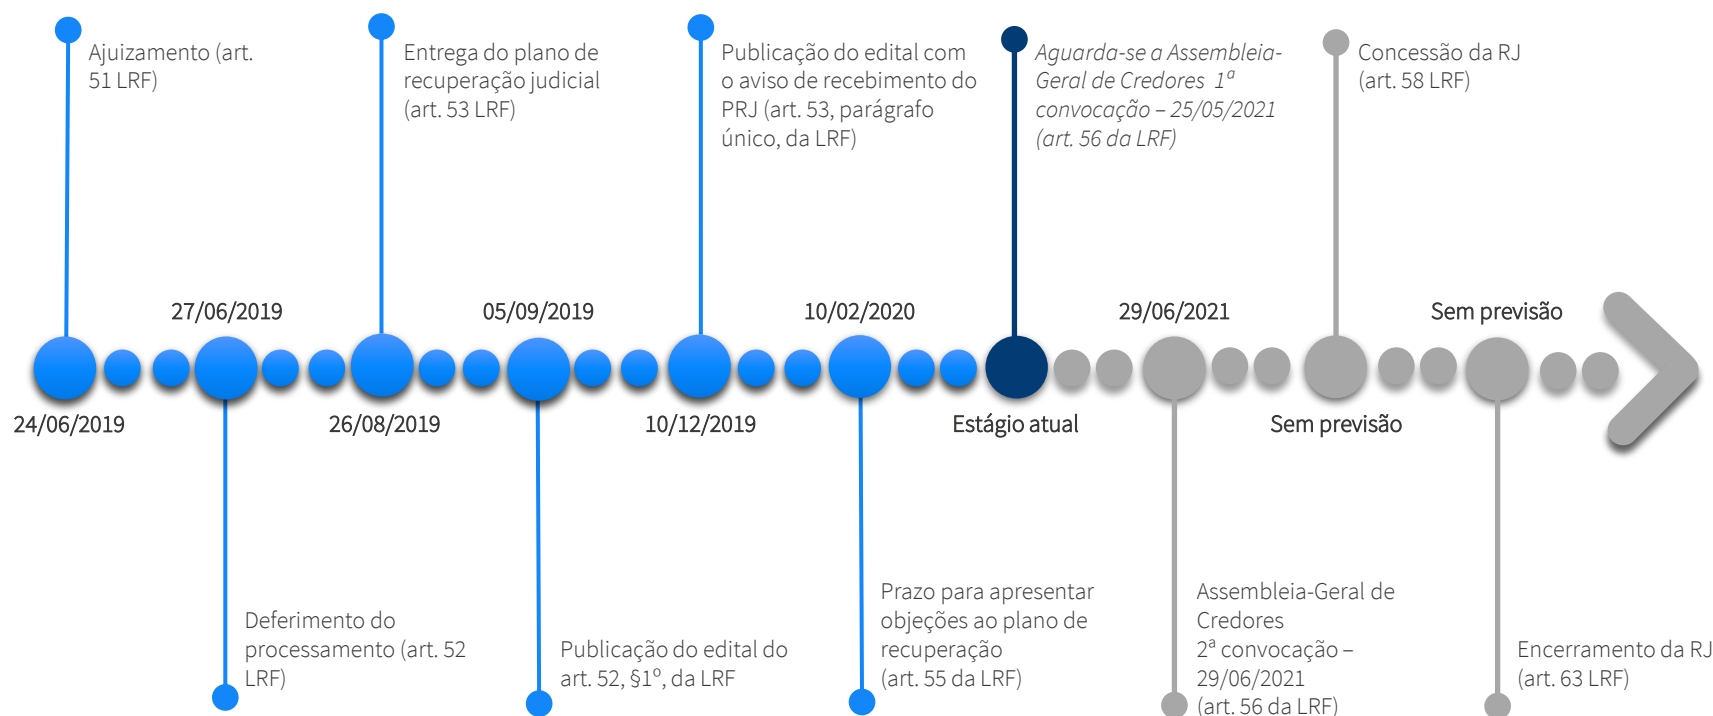 Ajuizamento (art.
51 LRF)
Entrega do plano de
recuperação judicial
(art. 53 LRF)
Publicação do edital com
o aviso de recebimento do
PRJ (art. 53, parágrafo
único, da LRF)
Aguarda-se a Assembleia-
Geral de Credores 1ª
convocação – 25/05/2021
(art. 56 da LRF)
Concessão da RJ
(art. 58 LRF)
27/06/2019
05/09/2019
10/02/2020
29/06/2021
Sem previsão
24/06/2019
26/08/2019
10/12/2019
Estágio atual
Sem previsão
Deferimento do
processamento (art. 52
LRF)
Publicação do edital do
art. 52, §1º, da LRF
Prazo para apresentar
objeções ao plano de
recuperação
(art. 55 da LRF)
Assembleia-Geral de
Credores
2ª convocação –
29/06/2021
(art. 56 da LRF)
Encerramento da RJ
(art. 63 LRF)